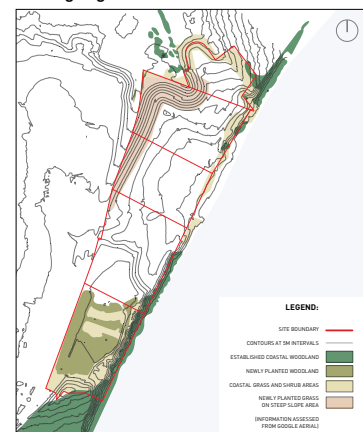 LEGEND:
SITE BOUNDARY
CONTOURS AT 5M INTERVALS
ESTABLISHED COASTAL WOODLAND
NEWLY PLANTED WOODLAND
COASTAL GRASS AND SHRUB AREAS
NEWLY PLANTED GRASS
ON STEEP SLOPE AREA
(INFORMATION ASSESSED
FROM GOOGLE AERIAL)